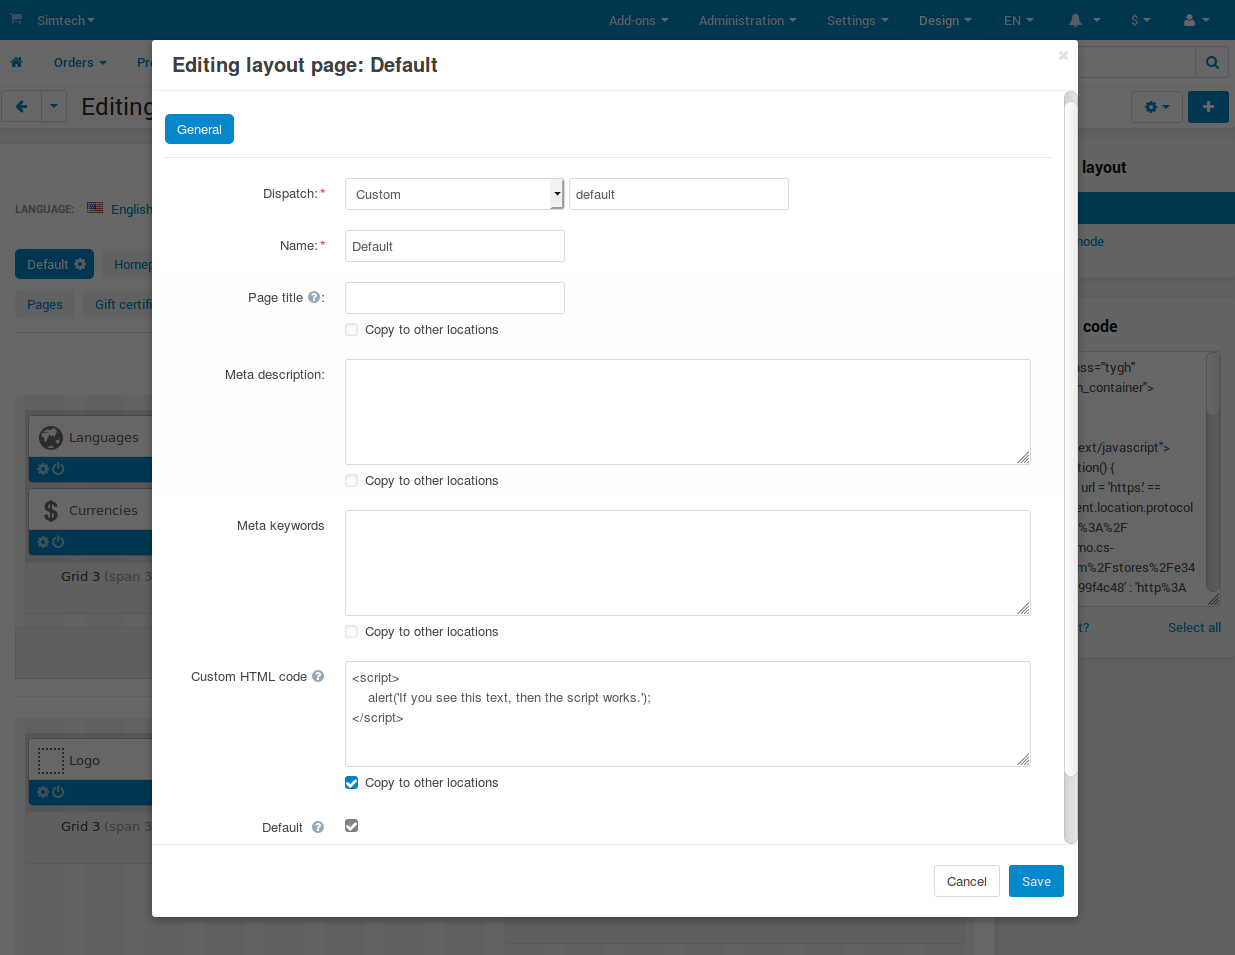 Simtech
Add-ons
Administration
Settings
Design
EN
$
Orders
Editing layout page: Default
×
General
layout
Dispatch:*
Custom
default
LANGUAGE:
English
Name:*
Default
node
Default
Page title ?:
Copy to other locations
Pages
Gift certifi
code
Meta description:
ass="tygh"
h_container">
Languages
Copy to other locations
ext/javascript">
tion() {
url = 'https:' ==
Currencies
Meta keywords
ent.location.protocol
%3A%2F
mo.cs-
m%2Fstores%2Fe34
99f4c48' : 'http%3A
Grid 3 (span 3
Copy to other locations
t?
Select all
Custom HTML code ?
<script>
alert('If you see this text, then the script works.');
</script>
Logo
Copy to other locations
Grid 3 (span 3
Default ?
Cancel
Save